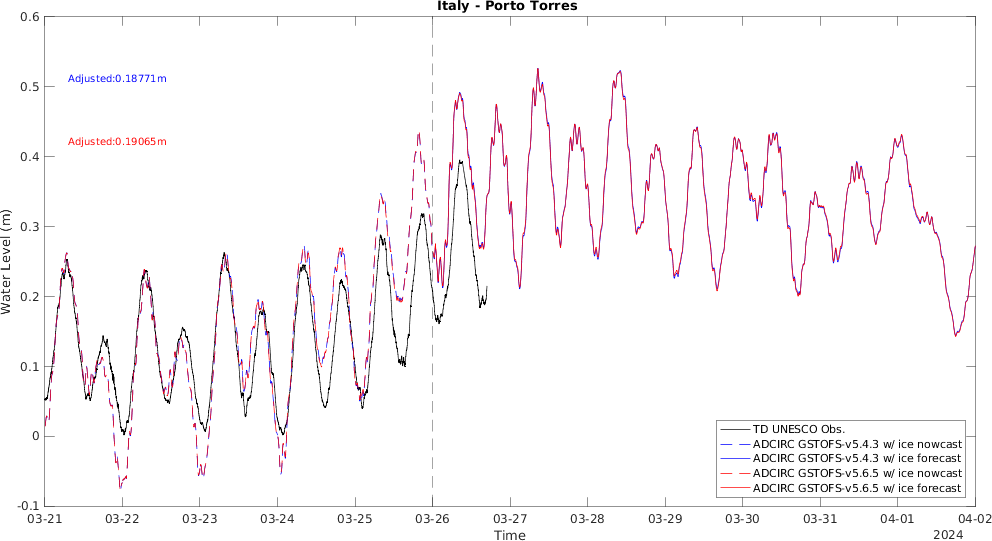 Italy - Porto Torres
0.6
0.5
0.4
0.3
0.2
0.1
0
-0.1
Water Level (m)
Adjusted:0.18771m
Adjusted:0.19065m
TD UNESCO Obs.
ADCIRC GSTOFS-v5.4.3 w/ ice nowcast
ADCIRC GSTOFS-v5.4.3 w/ ice forecast
ADCIRC GSTOFS-v5.6.5 w/ ice nowcast
ADCIRC GSTOFS-v5.6.5 w/ ice forecast
03-21 03-22 03-23 03-24 03-25 03-26 03-27 03-28 03-29 03-30 03-31 04-01 04-02
Time
2024